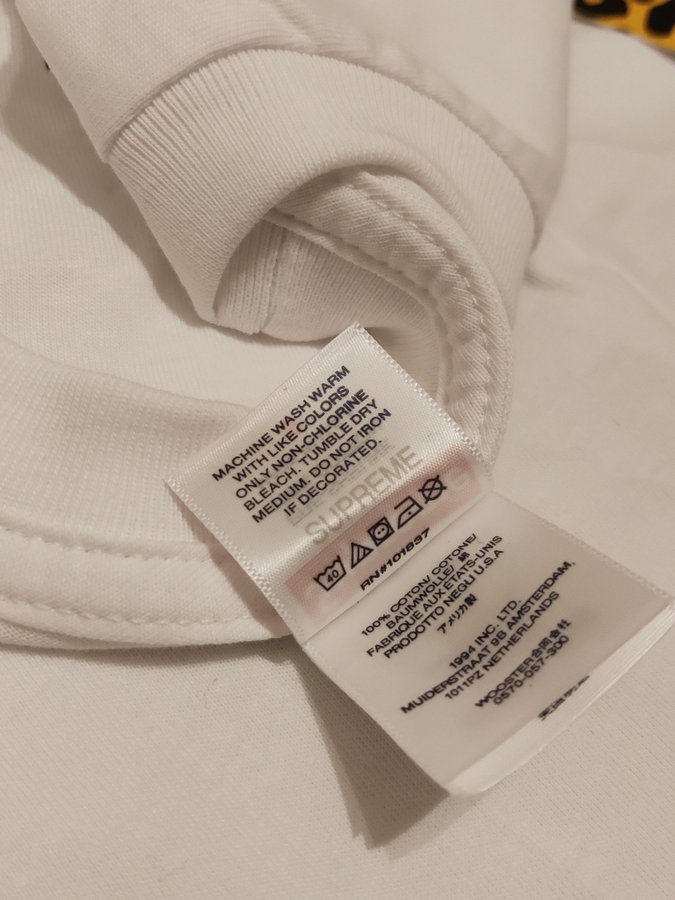 MACHINE WASH WARM
WITH LIKE COLORS
ONLY NON-CHLORINE
BLEACH. TUMBLE DRY
MEDIUM. DO NOT IRON
IF DECORATED.
SUPREME
40
RN#101837
100% COTON/ COTONE/
BAUMWOLLE/ 綿
FABRIQUE AUX ÉTATS-UNIS
PRODOTTO NEGLI U.S.A
アメリカ製
1994 INC. LTD.
MUIDERSTRAAT 9B AMSTERDAM,
1011PZ NETHERLANDS
WOOSTER合同会社
0570-057-300